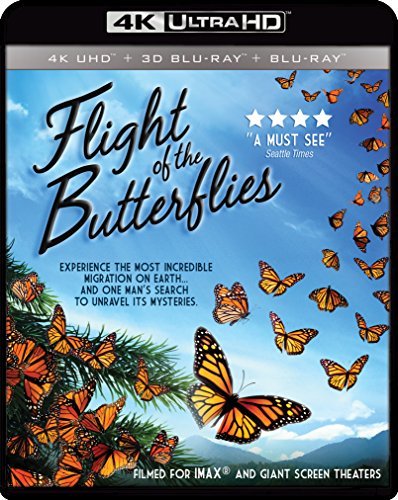 4K ULTRAHD™
4K UHD™ + 3D BLU-RAY™ + BLU-RAY™
Flight
of the
Butterflies
★★★★
"A MUST SEE"
Seattle Times
EXPERIENCE THE MOST INCREDIBLE
MIGRATION ON EARTH...
AND ONE MAN'S SEARCH
TO UNRAVEL ITS MYSTERIES.
FILMED FOR IMAX® AND GIANT SCREEN THEATERS